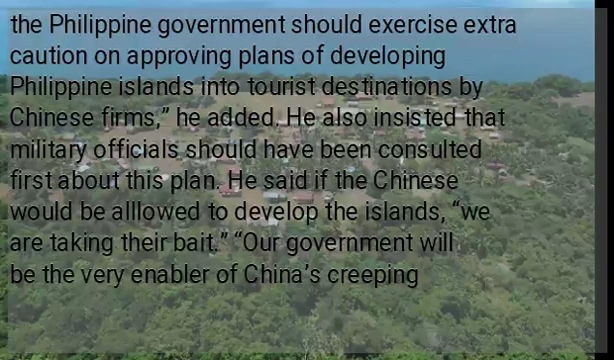 the Philippine government should exercise extra
caution on approving plans of developing
Philippine islands into tourist destinations by
Chinese firms,” he added. He also insisted that
military officials should have been consulted
first about this plan. He said if the Chinese
would be alllowed to develop the islands, “we
are taking their bait.” “Our government will
be the very enabler of China’s creeping